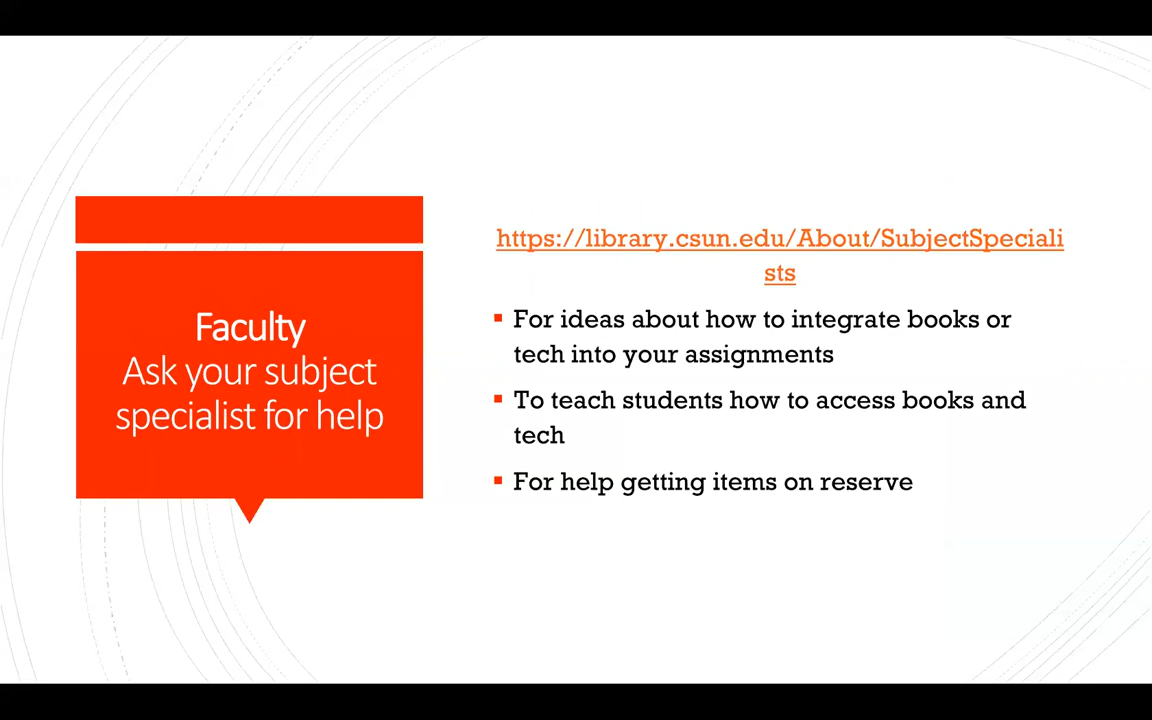 Faculty
Ask your subject
specialist for help
https://library.csun.edu/About/SubjectSpeciali
sts
▪ For ideas about how to integrate books or
tech into your assignments
▪ To teach students how to access books and
tech
▪ For help getting items on reserve